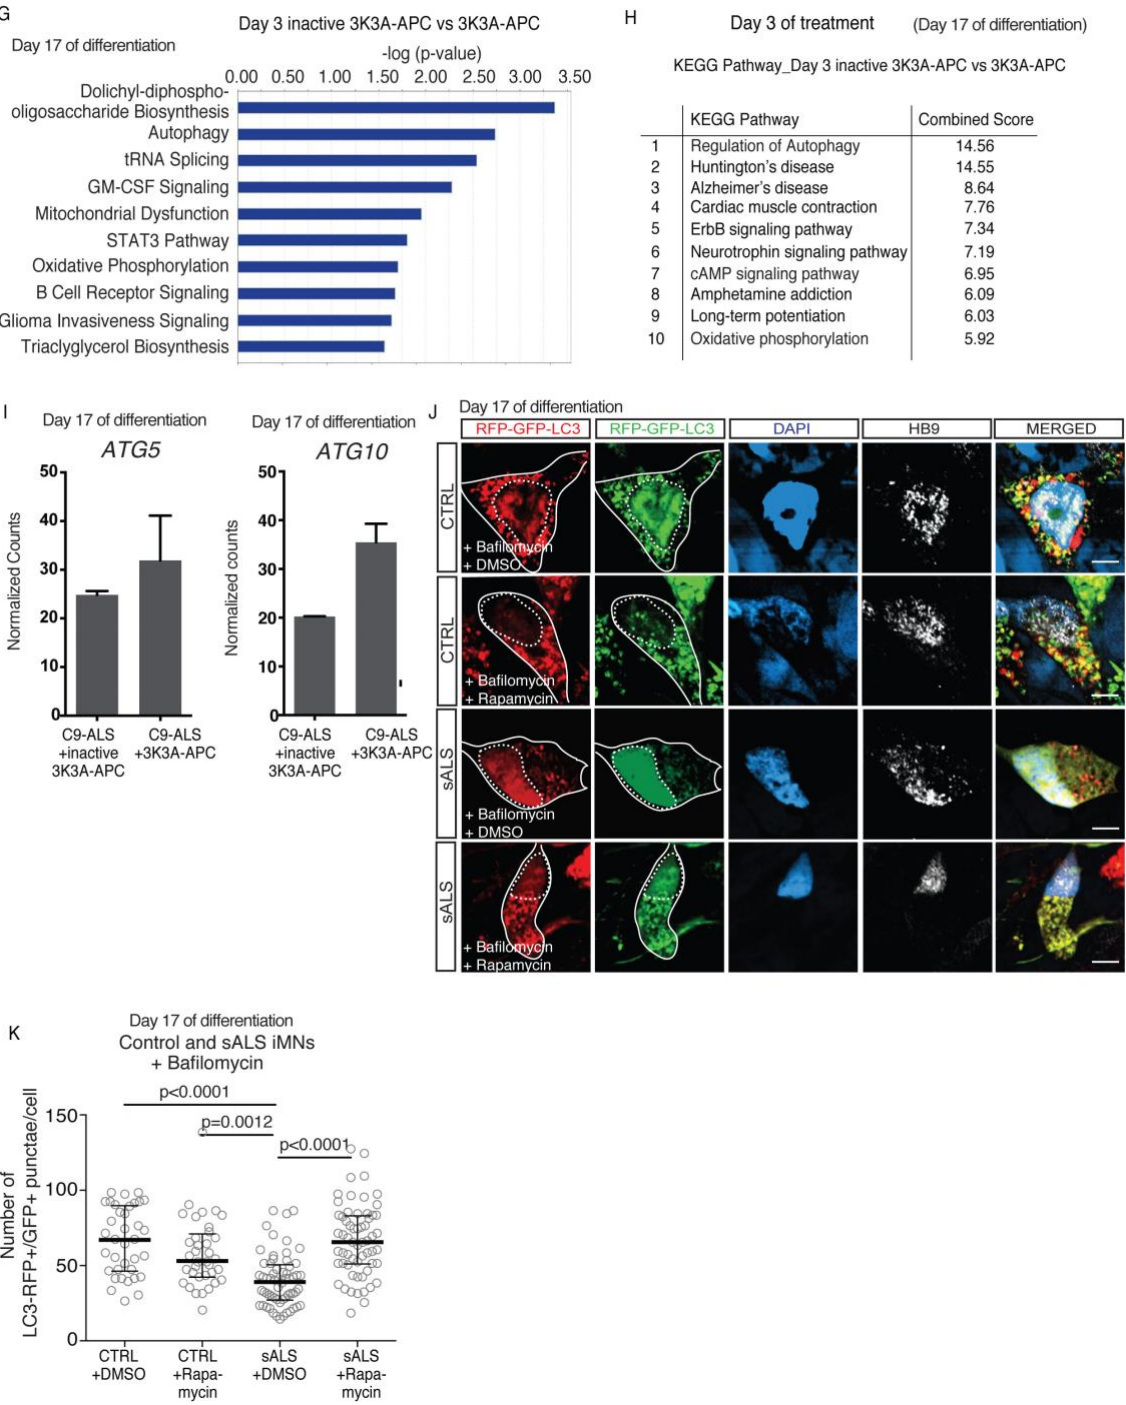 G
Day 3 inactive 3K3A-APC vs 3K3A-APC
Day 17 of differentiation
-log (p-value)
0.00 0.50 1.00 1.50 2.00 2.50 3.00 3.50
Dolichyl-diphospho-
oligosaccharide Biosynthesis
Autophagy
tRNA Splicing
GM-CSF Signaling
Mitochondrial Dysfunction
STAT3 Pathway
Oxidative Phosphorylation
B Cell Receptor Signaling
Glioma Invasiveness Signaling
Triaclyglycerol Biosynthesis
H
Day 3 of treatment (Day 17 of differentiation)
KEGG Pathway_Day 3 inactive 3K3A-APC vs 3K3A-APC
KEGG Pathway Combined Score
1 Regulation of Autophagy 14.56
2 Huntington's disease 14.55
3 Alzheimer's disease 8.64
4 Cardiac muscle contraction 7.76
5 ErbB signaling pathway 7.34
6 Neurotrophin signaling pathway 7.19
7 cAMP signaling pathway 6.95
8 Amphetamine addiction 6.09
9 Long-term potentiation 6.03
10 Oxidative phosphorylation 5.92
I
Day 17 of differentiation
ATG5
Normalized Counts
50
40
30
20
10
0
C9-ALS
+inactive
3K3A-APC
C9-ALS
+3K3A-APC
Day 17 of differentiation
ATG10
Normalized counts
50
40
30
20
10
0
C9-ALS
+inactive
3K3A-APC
C9-ALS
+3K3A-APC
J
Day 17 of differentiation
RFP-GFP-LC3 RFP-GFP-LC3 DAPI HB9 MERGED
CTRL
+ Bafilomycin
+ DMSO
CTRL
+ Bafilomycin
+ Rapamycin
sALS
+ Bafilomycin
+ DMSO
sALS
+ Bafilomycin
+ Rapamycin
K
Day 17 of differentiation
Control and sALS iMNs
+ Bafilomycin
p<0.0001
p=0.0012
p<0.0001
Number of
LC3-RFP+/GFP+ punctae/cell
150
100
50
0
CTRL
+DMSO
CTRL
+Rapa-
mycin
sALS
+DMSO
sALS
+Rapa-
mycin